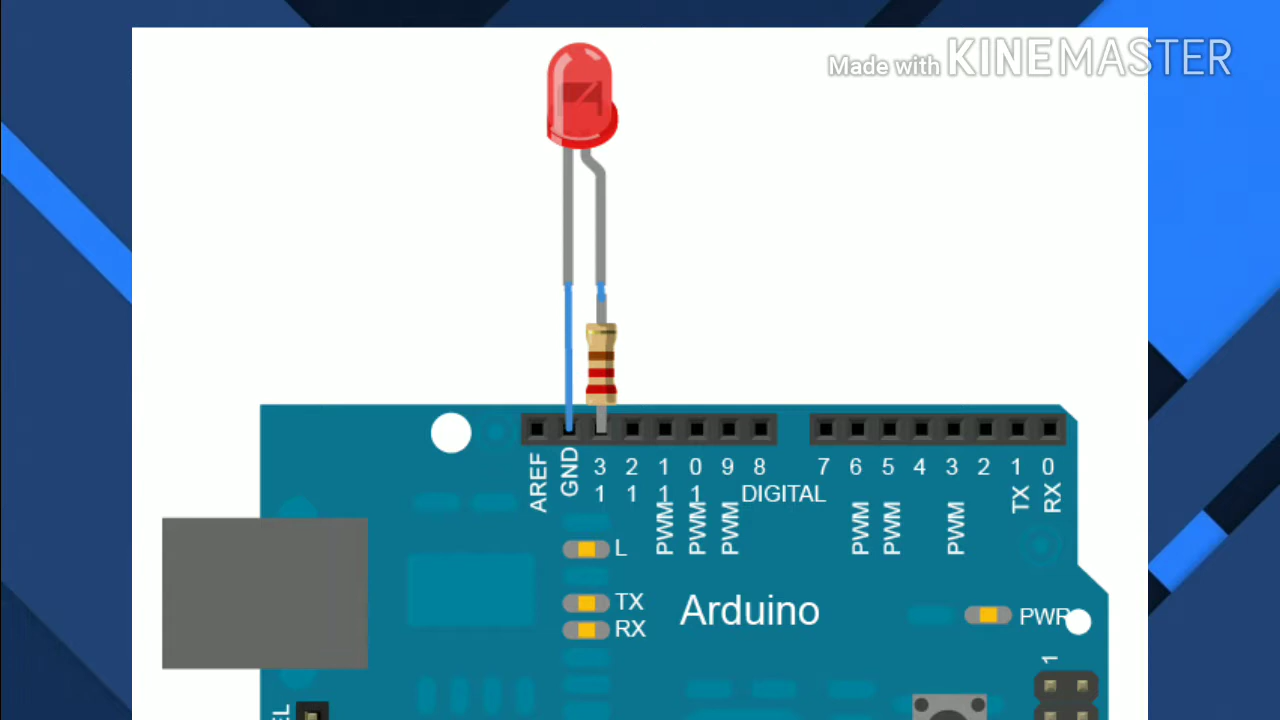 Made with KINEMASTER
AREF
GND
3 2 1 0 9 8 7 6 5 4 3 2 1 0
1 1 1 1 DIGITAL
PWM PWM PWM PWM PWM PWM
TX RX
L
TX
RX
Arduino
PWR
1
EL